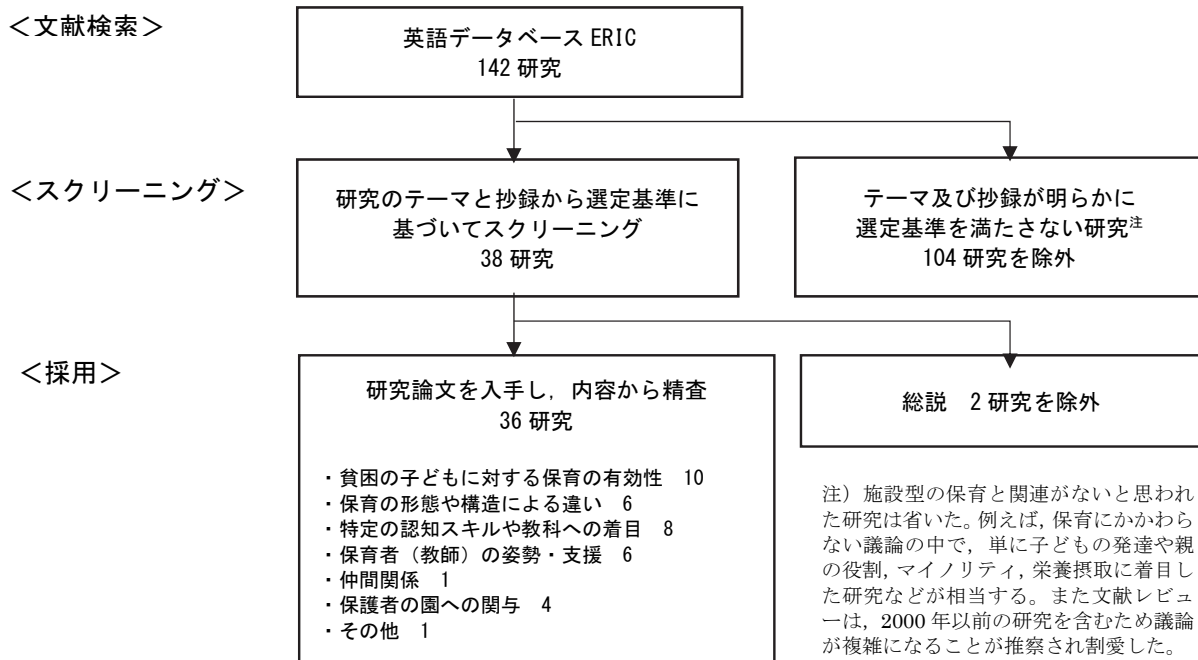 <文献検索>
英語データベース ERIC
142 研究
<スクリーニング>
研究のテーマと抄録から選定基準に
基づいてスクリーニング
38 研究
テーマ及び抄録が明らかに
選定基準を満たさない研究注
104 研究を除外
<採用>
研究論文を入手し，内容から精査
36 研究
・貧困の子どもに対する保育の有効性　10
・保育の形態や構造による違い　6
・特定の認知スキルや教科への着目　8
・保育者（教師）の姿勢・支援　6
・仲間関係　1
・保護者の園への関与　4
・その他　1
総説　2 研究を除外
注）施設型の保育と関連がないと思われ
た研究は省いた。例えば，保育にかかわら
ない議論の中で，単に子どもの発達や親
の役割，マイノリティ，栄養摂取に着目し
た研究などが相当する。また文献レビュ
ーは，2000 年以前の研究を含むため議論
が複雑になることが推察され割愛した。